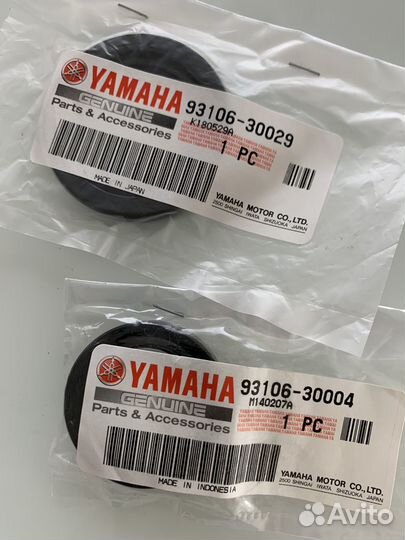 YAMAHA 93106-30029
GENUINE K180529A
Parts & Accessories 1 PC
MADE IN JAPAN
YAMAHA MOTOR CO., LTD.
2500 SHINGAI IWATA SHIZUOKA JAPAN
YAMAHA 93106-30004
GENUINE M140207A
Parts & Accessories 1 PC
MADE IN INDONESIA
YAMAHA MOTOR CO., LTD.
2500 SHINGAI IWATA SHIZUOKA JAPAN
Avito